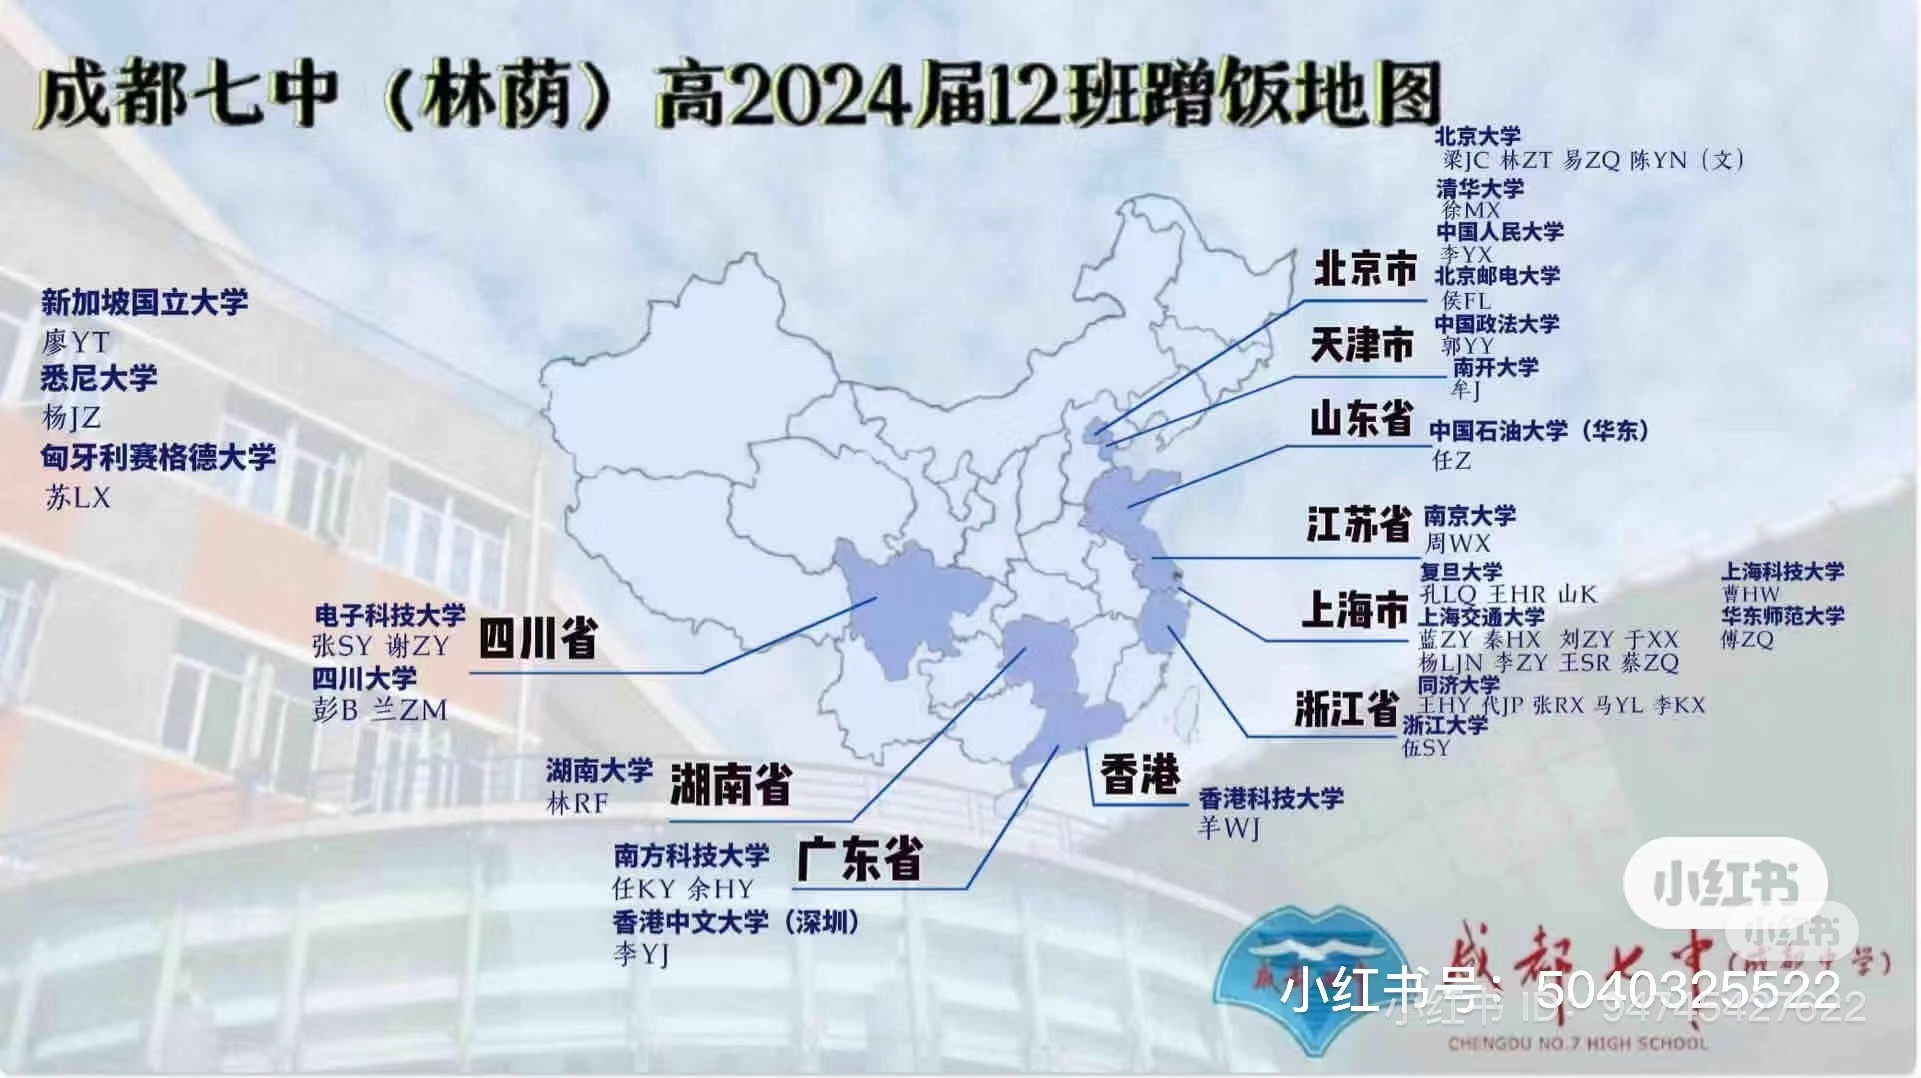 成都七中（林荫）高2024届12班蹭饭地图
北京市
北京大学
梁JC 林ZT 易ZQ 陈YN（文）
清华大学
徐MX
中国人民大学
李YX
北京邮电大学
侯FL
中国政法大学
郭YY
天津市
南开大学
牟J
山东省
中国石油大学（华东）
任Z
江苏省
南京大学
周WX
上海市
复旦大学
孔LQ 王HR 山K
上海交通大学
蓝ZY 秦HX 刘ZY 于XX
杨LJN 李ZY 王SR 蔡ZQ
同济大学
王HY 代JP 张RX 马YL 李KX
上海科技大学
曹HW
华东师范大学
傅ZQ
浙江省
浙江大学
伍SY
香港
香港科技大学
羊WJ
新加坡国立大学
廖YT
悉尼大学
杨JZ
匈牙利赛格德大学
苏LX
四川省
电子科技大学
张SY 谢ZY
四川大学
彭B 兰ZM
湖南省
湖南大学
林RF
广东省
南方科技大学
任KY 余HY
香港中文大学（深圳）
李YJ
小红书
小红书
成都七中
小红书号：5040325522
小红书 ID：94745427622
CHENGDU NO.7 HIGH SCHOOL